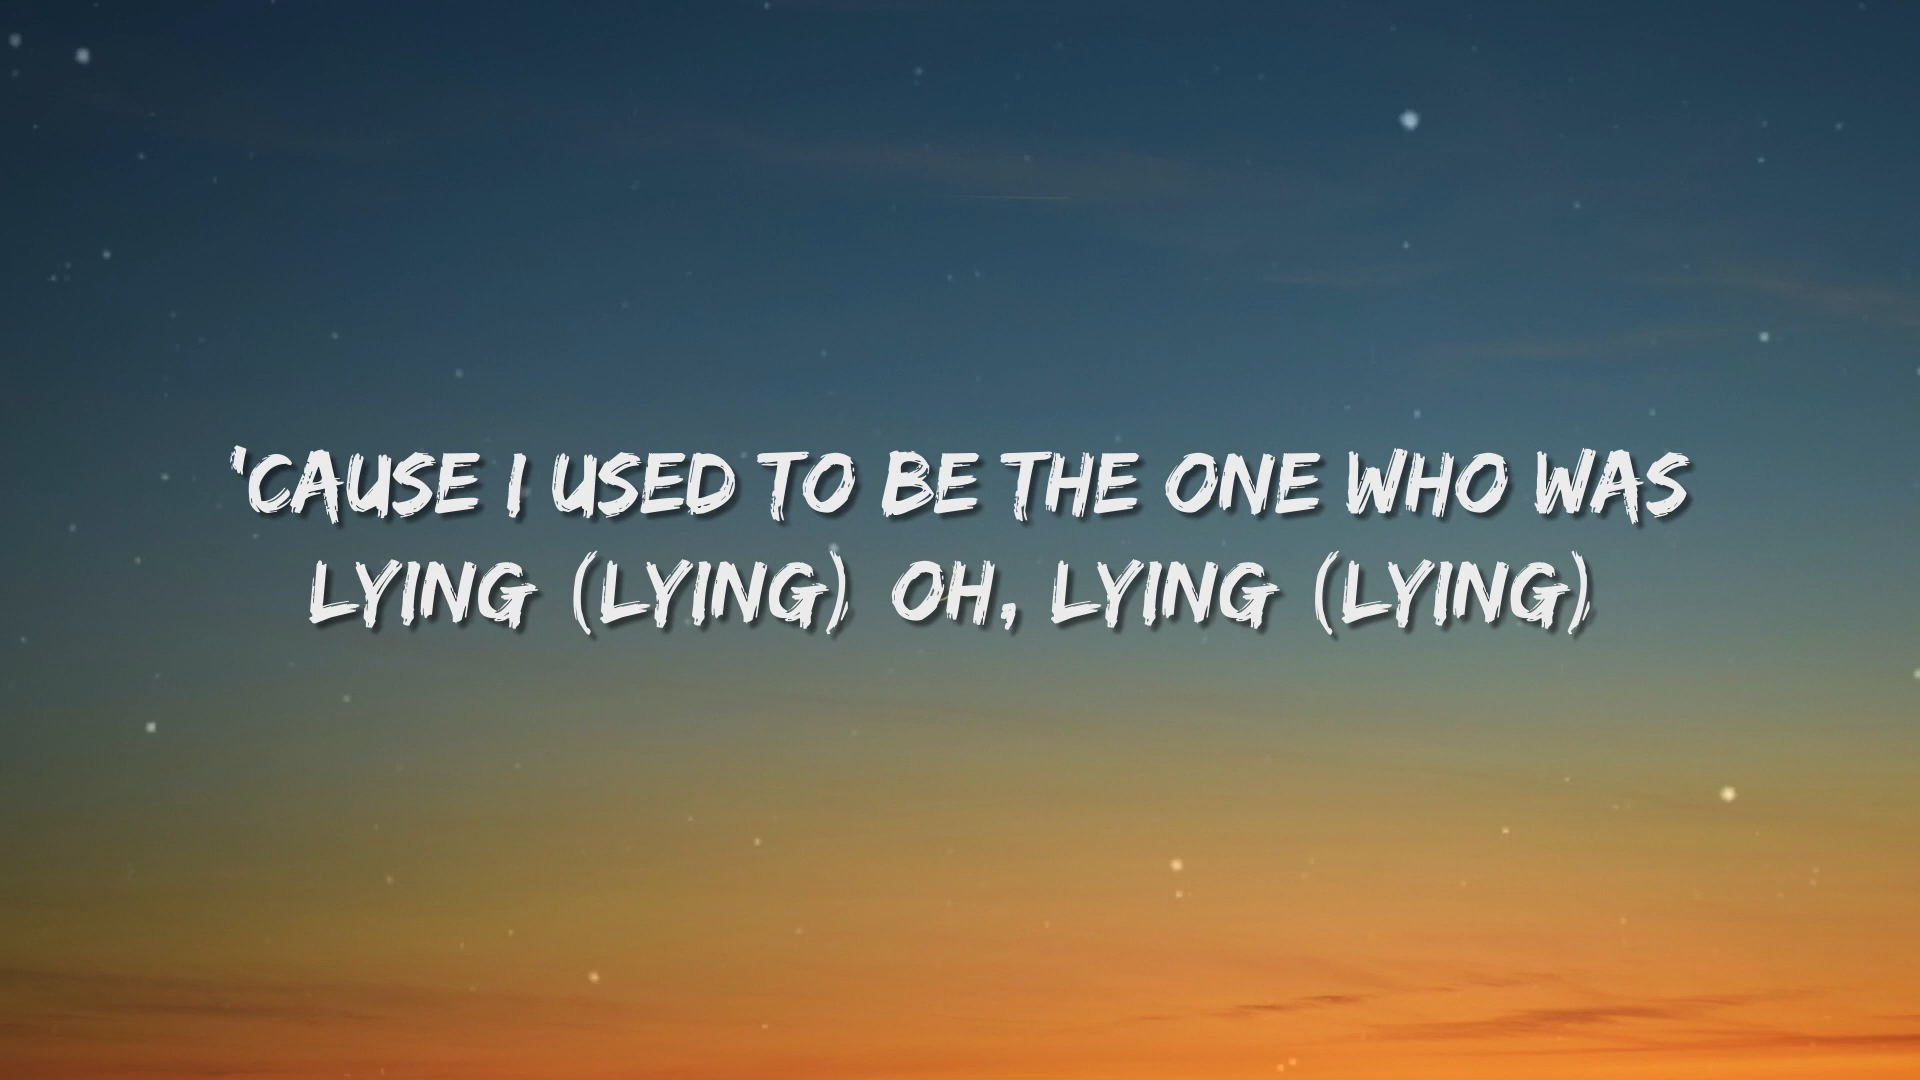 'CAUSE I USED TO BE THE ONE WHO WAS
LYING (LYING) OH, LYING (LYING)